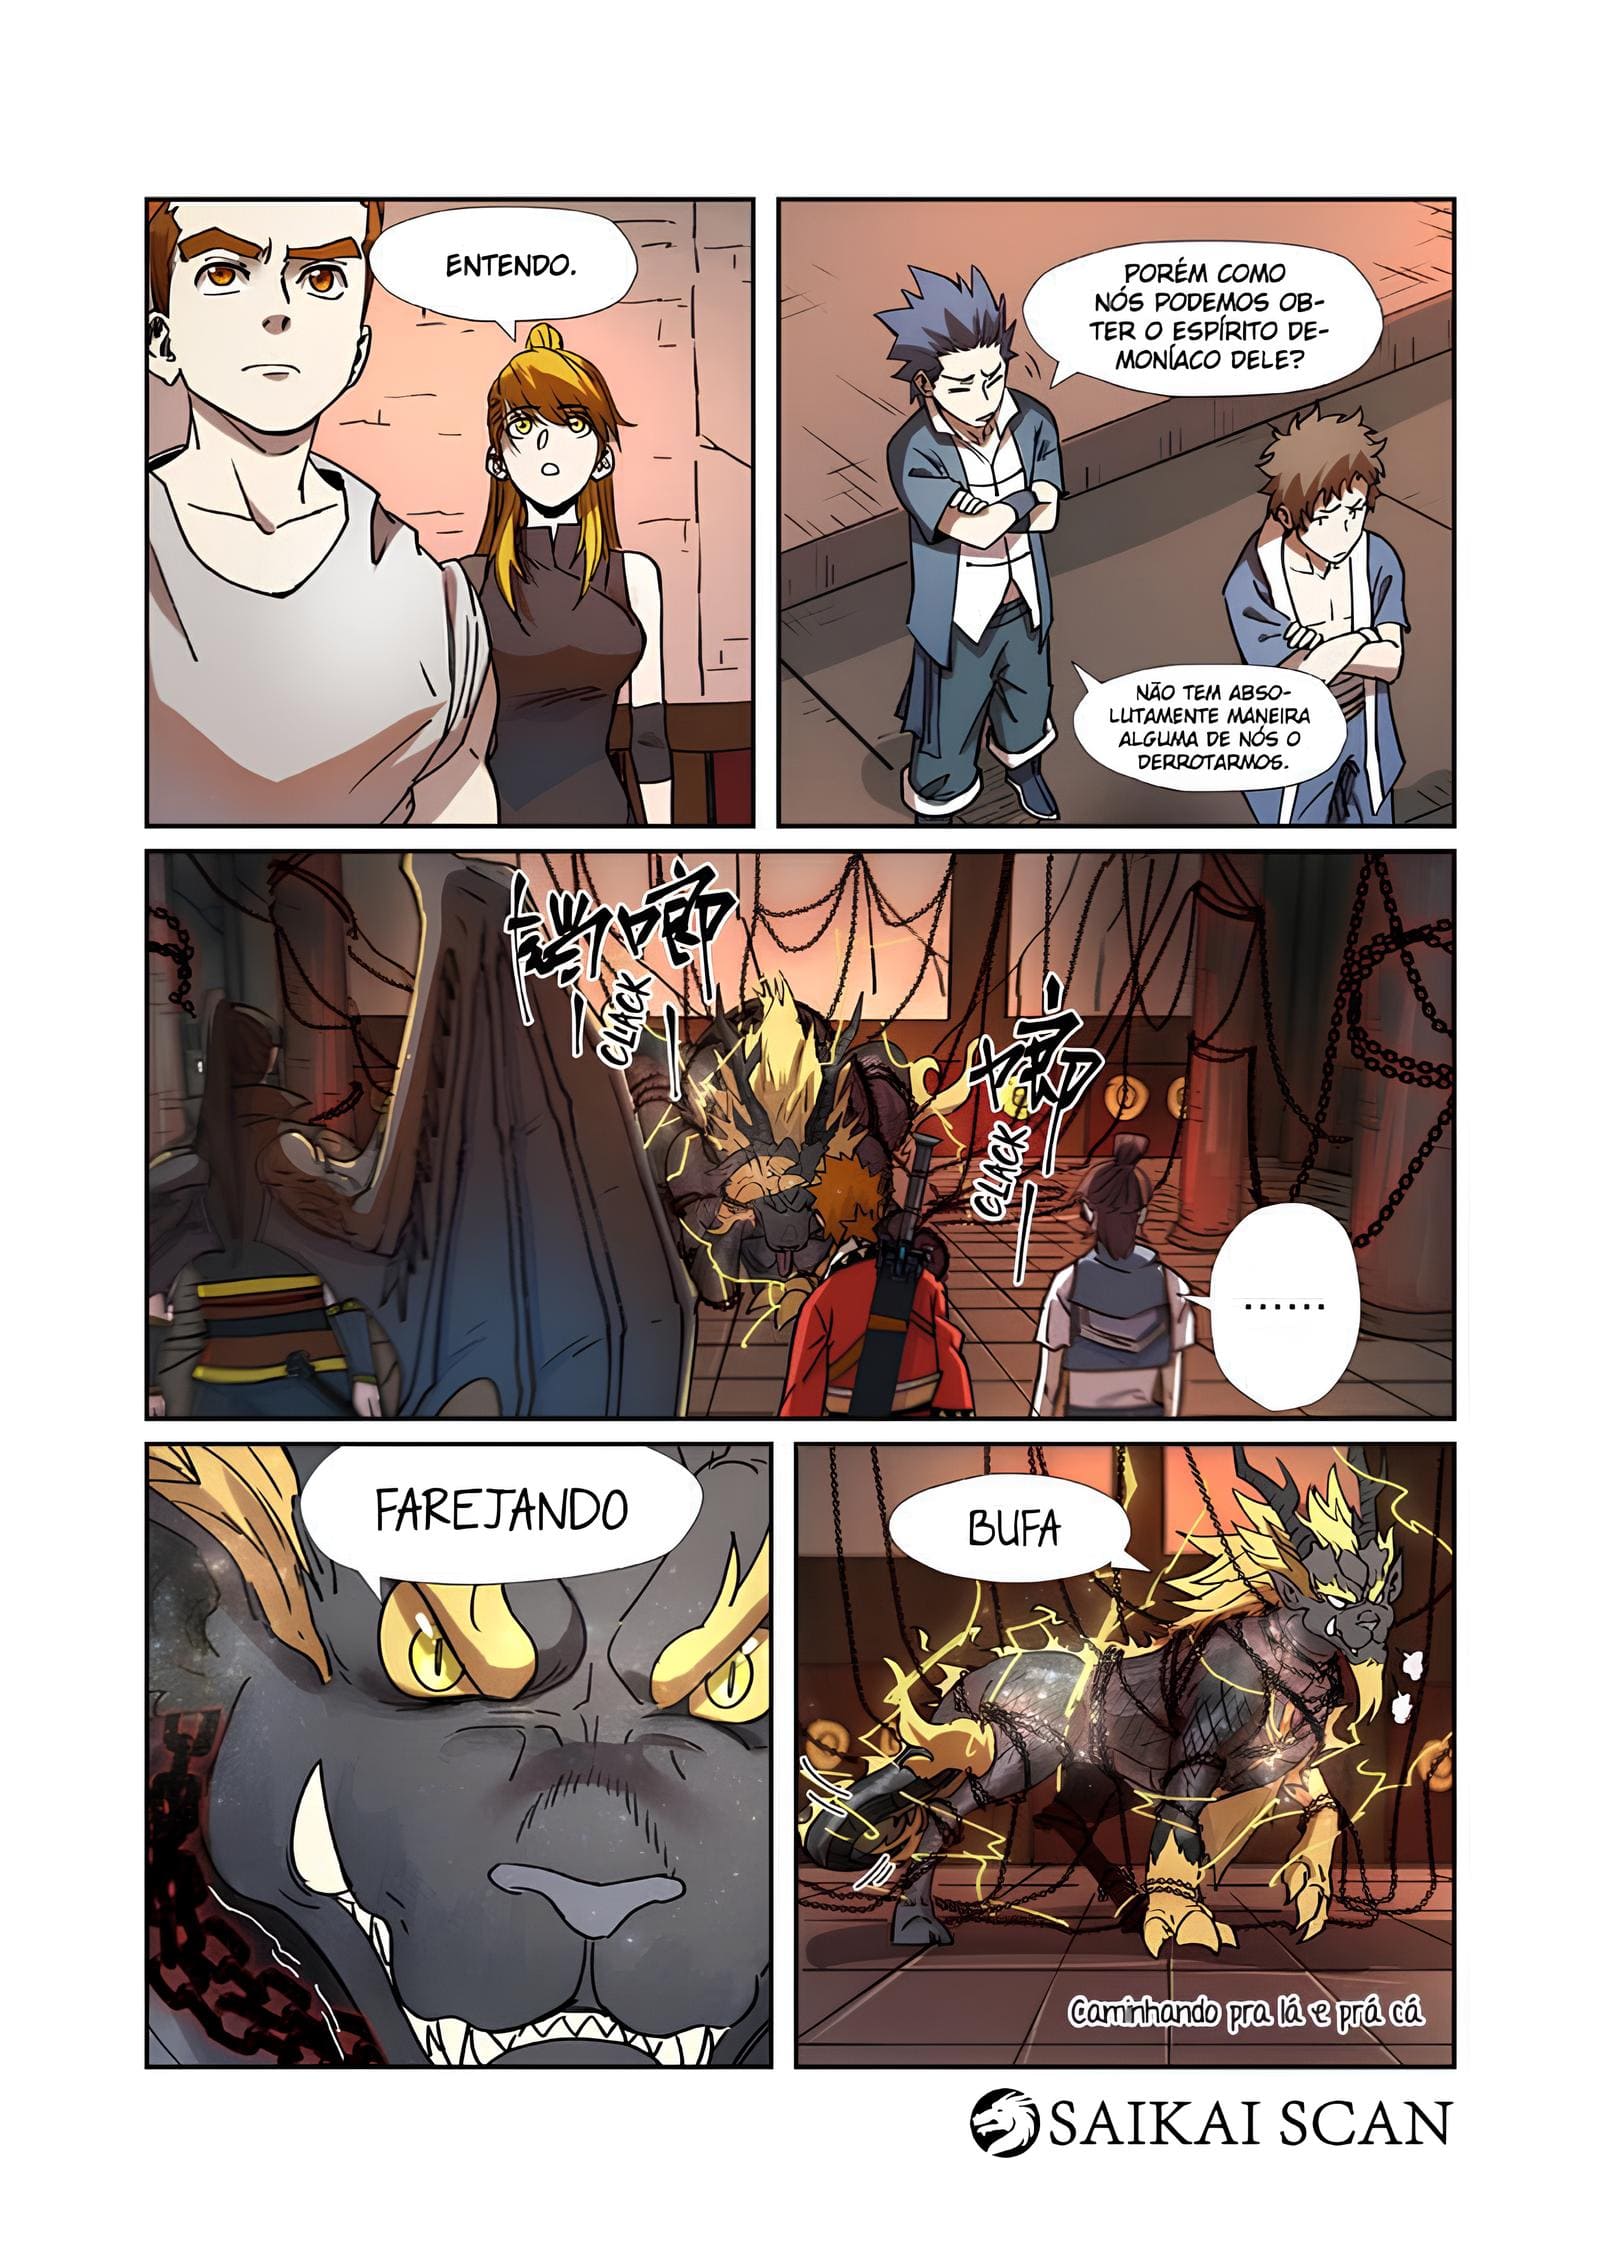 ENTENDO.
PORÉM COMO
NÓS PODEMOS OB-
TER O ESPÍRITO DE-
MONÍACO DELE?
NÃO TEM ABSO-
LUTAMENTE MANEIRA
ALGUMA DE NÓS O
DERROTARMOS.
CLACK
CLACK
......
FAREJANDO
BUFA
Caminhando pra lá e prá cá
SAIKAI SCAN